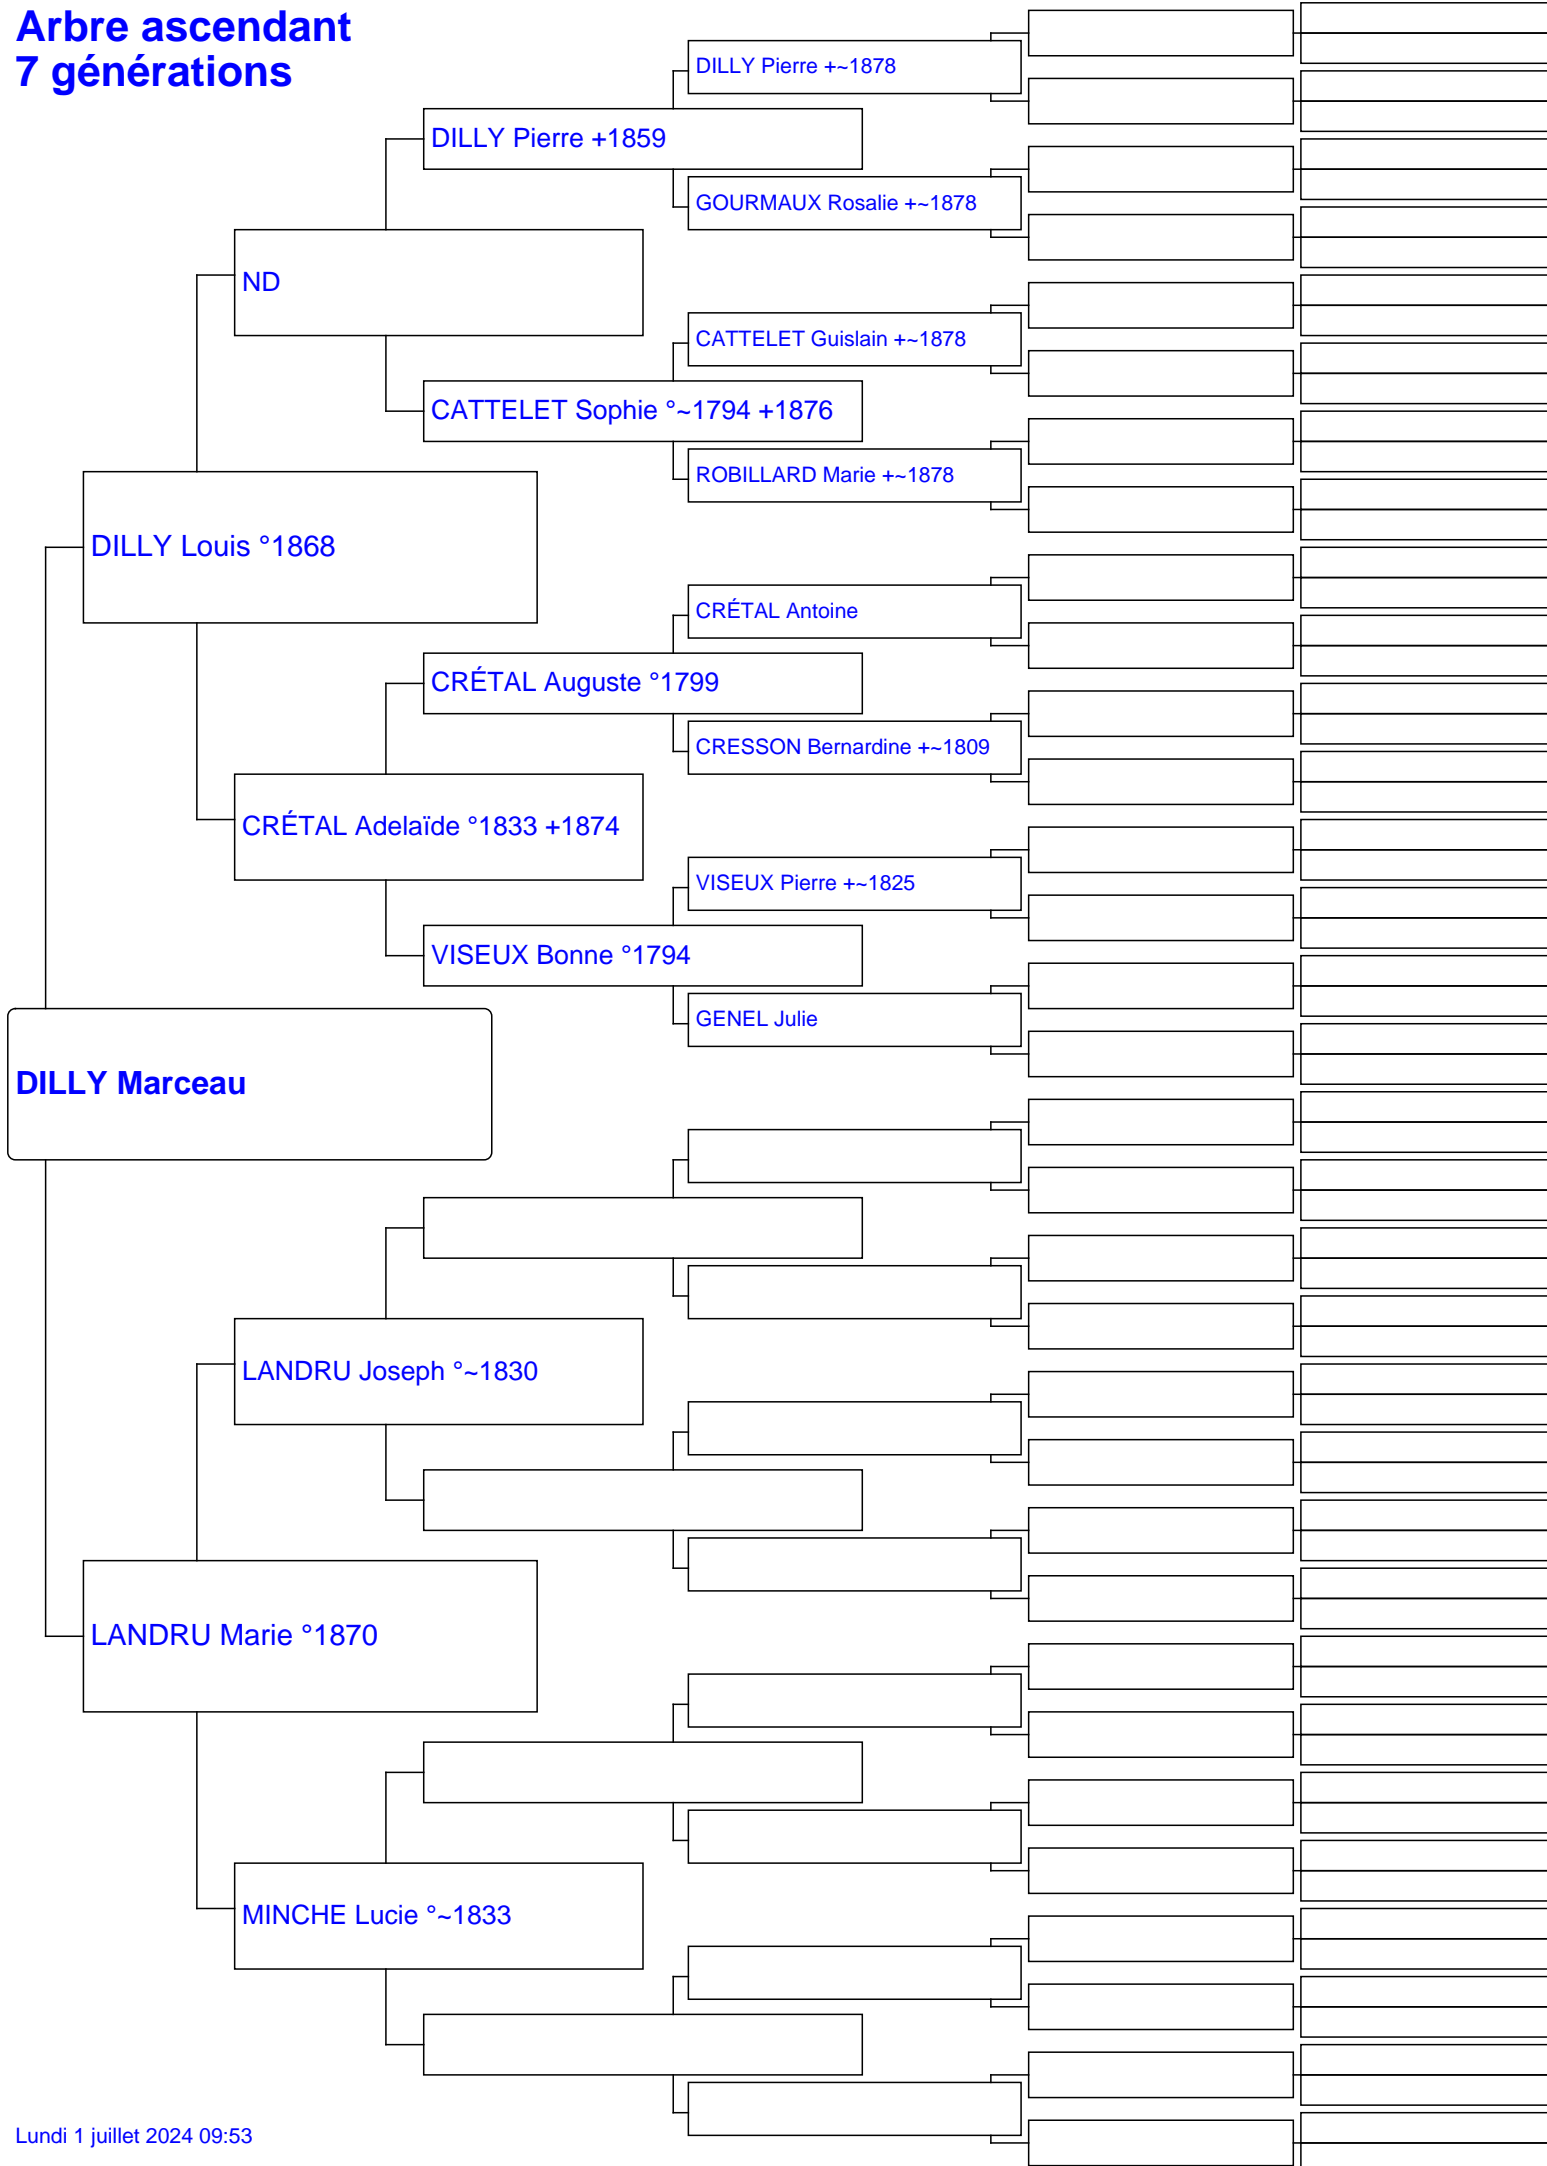 Arbre ascendant
7 générations
DILLY Pierre +~1878
DILLY Pierre +1859
GOURMAUX Rosalie +~1878
ND
CATTELET Guislain +~1878
CATTELET Sophie °~1794 +1876
ROBILLARD Marie +~1878
DILLY Louis °1868
CRÉTAL Antoine
CRÉTAL Auguste °1799
CRESSON Bernardine +~1809
CRÉTAL Adelaïde °1833 +1874
VISEUX Pierre +~1825
VISEUX Bonne °1794
GENEL Julie
DILLY Marceau
LANDRU Joseph °~1830
LANDRU Marie °1870
MINCHE Lucie °~1833
Lundi 1 juillet 2024 09:53